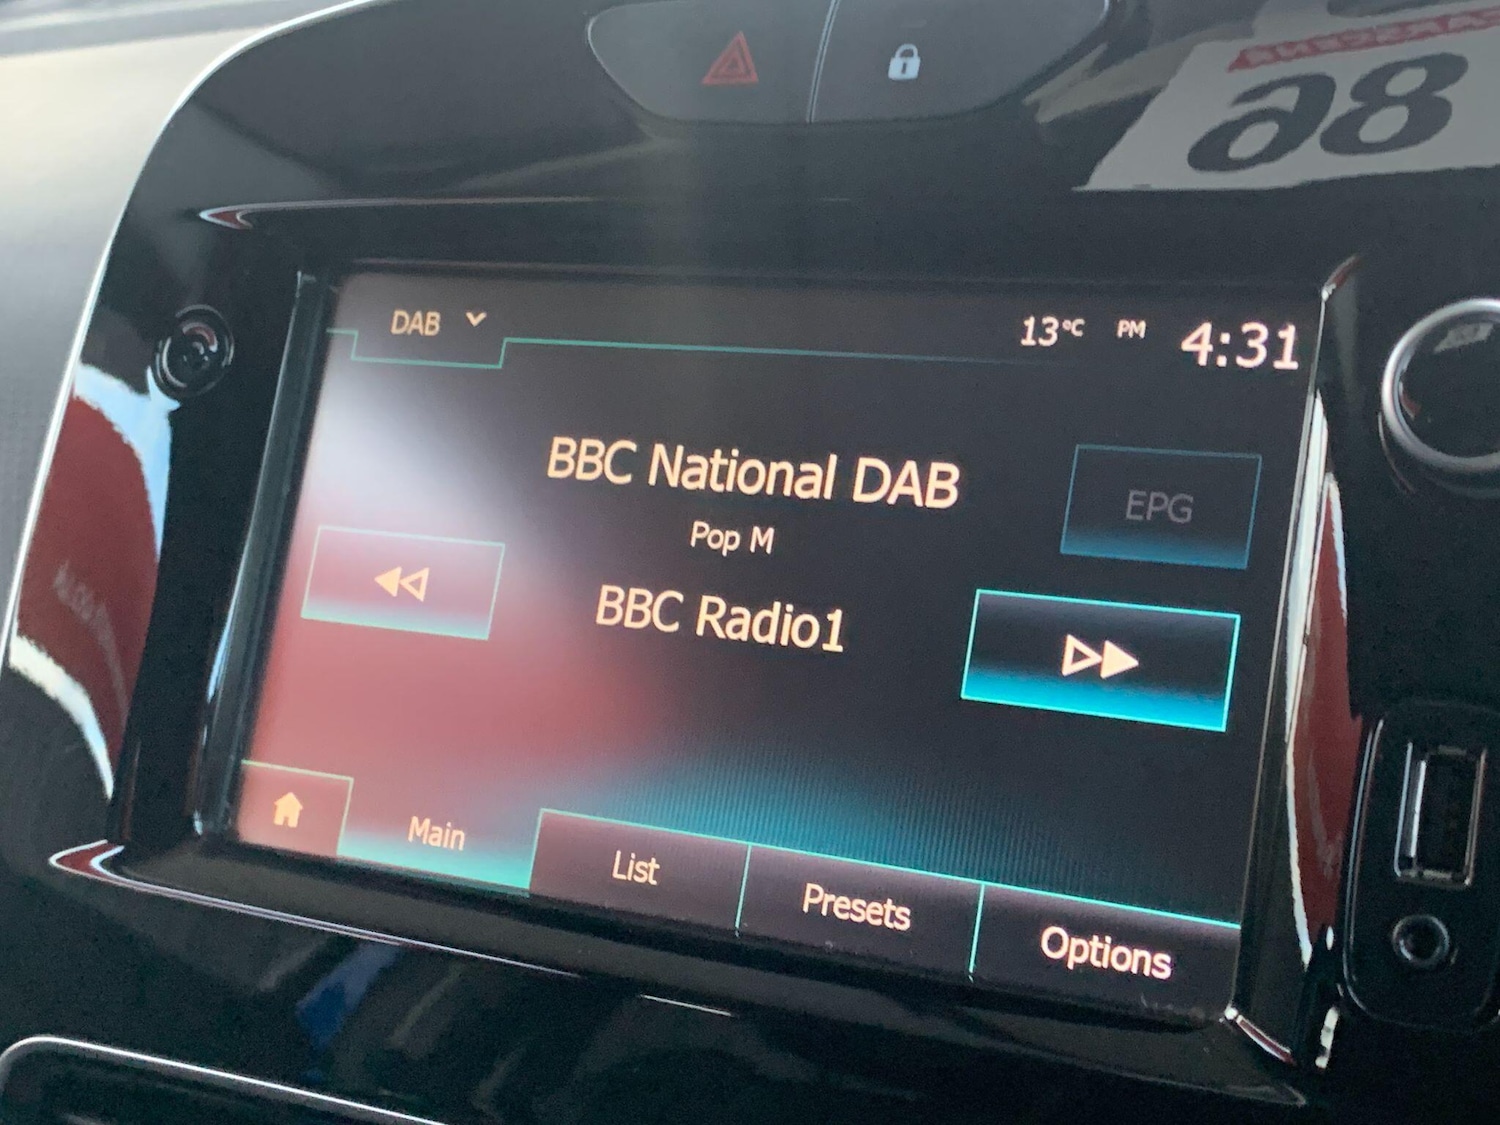 DAB
13°C PM 4:31
BBC National DAB
EPG
Pop M
BBC Radio1
Main
List
Presets
Options